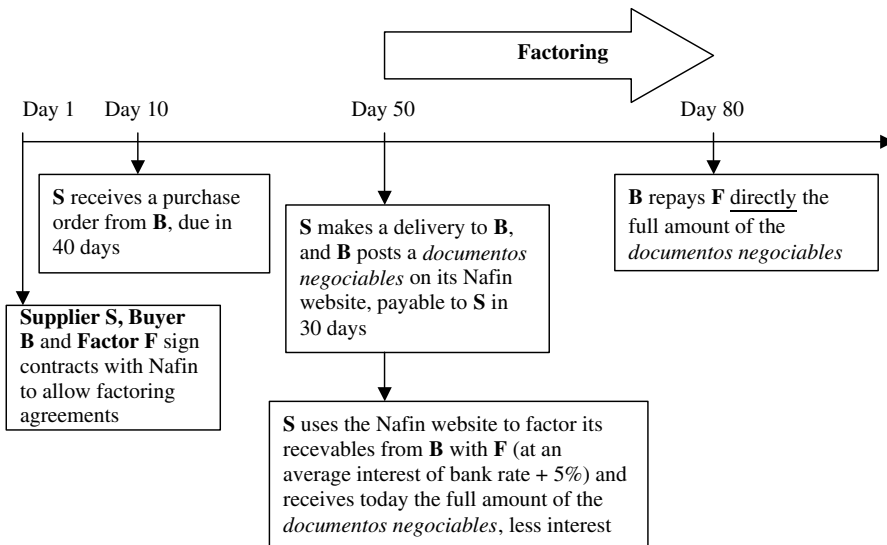 Factoring
Day 1
Day 10
Day 50
Day 80
S receives a purchase
order from B, due in
40 days
S makes a delivery to B,
and B posts a documentos
negociables on its Nafin
website, payable to S in
30 days
B repays F directly the
full amount of the
documentos negociables
Supplier S, Buyer
B and Factor F sign
contracts with Nafin
to allow factoring
agreements
S uses the Nafin website to factor its
recevables from B with F (at an
average interest of bank rate + 5%) and
receives today the full amount of the
documentos negociables, less interest